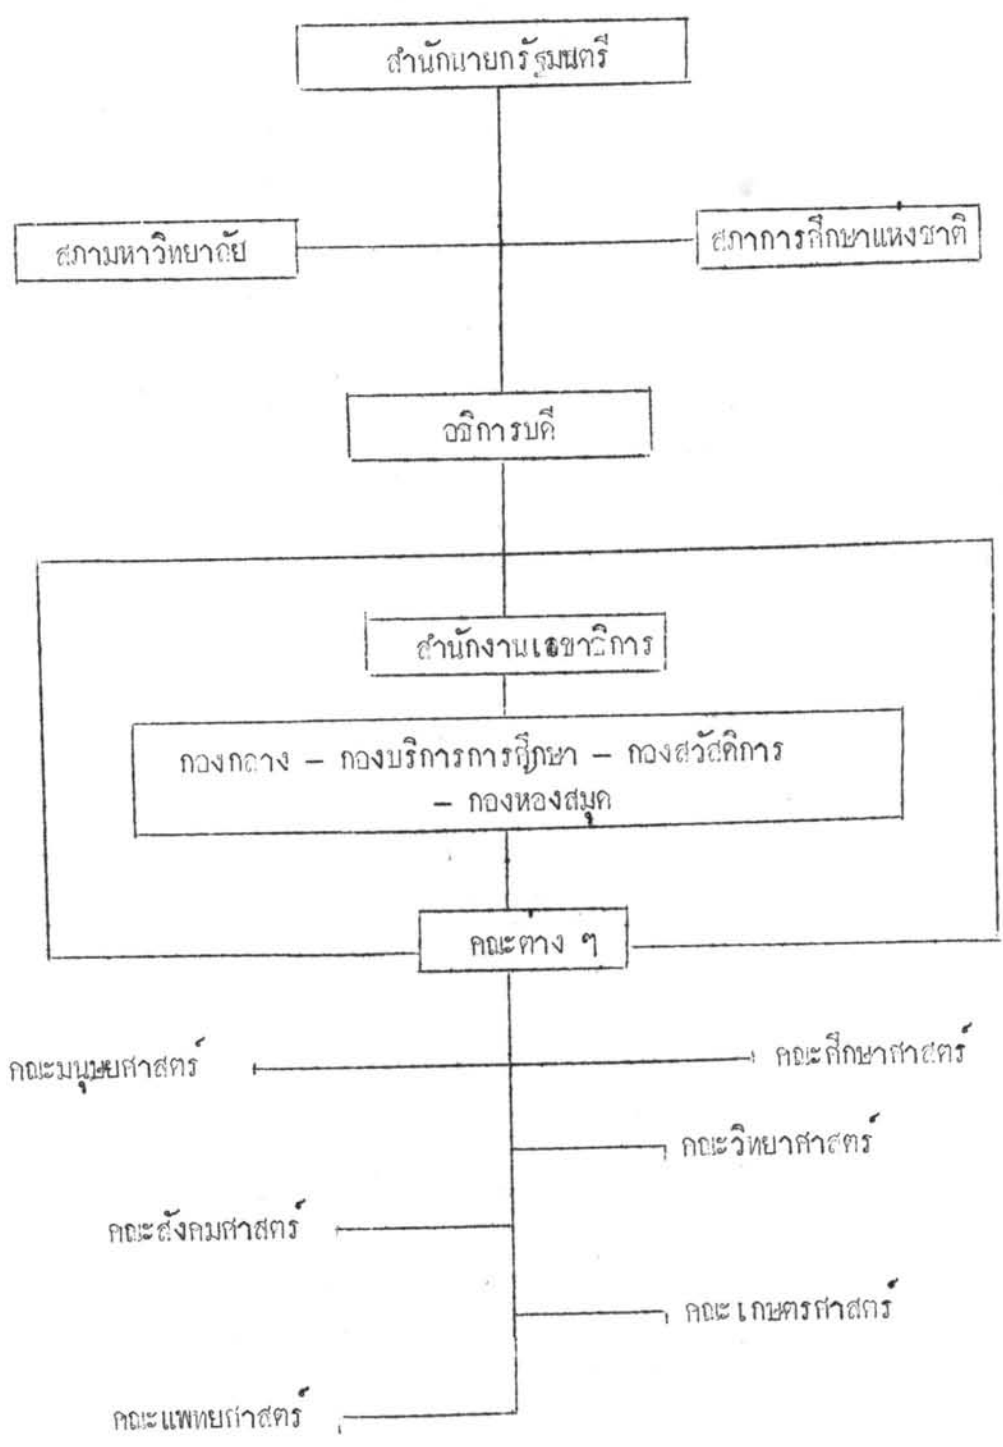 สำนักนายกรัฐมนตรี
สภามหาวิทยาลัย
สภาการศึกษาแห่งชาติ
อธิการบดี
สำนักงานเลขาธิการ
กองกลาง – กองบริการการศึกษา – กองสวัสดิการ
– กองหองสมุด
คณะต่าง ๆ
คณะมนุษยศาสตร์
คณะศึกษาศาสตร์
คณะวิทยาศาสตร์
คณะสังคมศาสตร์
คณะเกษตรศาสตร์
คณะแพทยศาสตร์